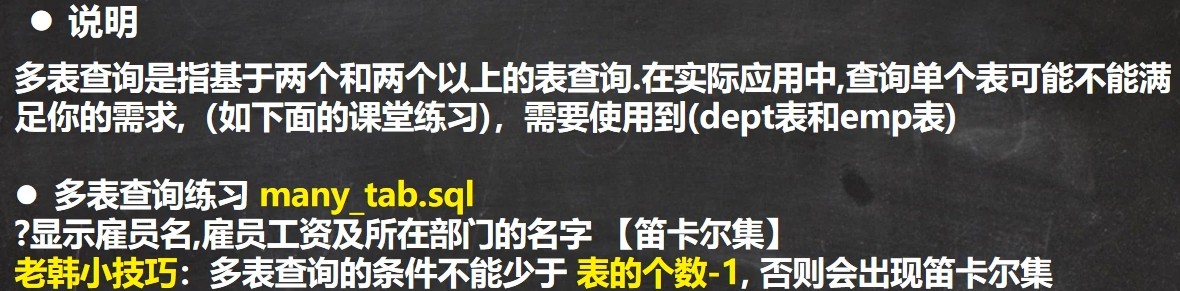 ● 说明
多表查询是指基于两个和两个以上的表查询.在实际应用中,查询单个表可能不能满
足你的需求,（如下面的课堂练习），需要使用到(dept表和emp表)
● 多表查询练习 many_tab.sql
?显示雇员名,雇员工资及所在部门的名字 【笛卡尔集】
老韩小技巧：多表查询的条件不能少于 表的个数-1, 否则会出现笛卡尔集